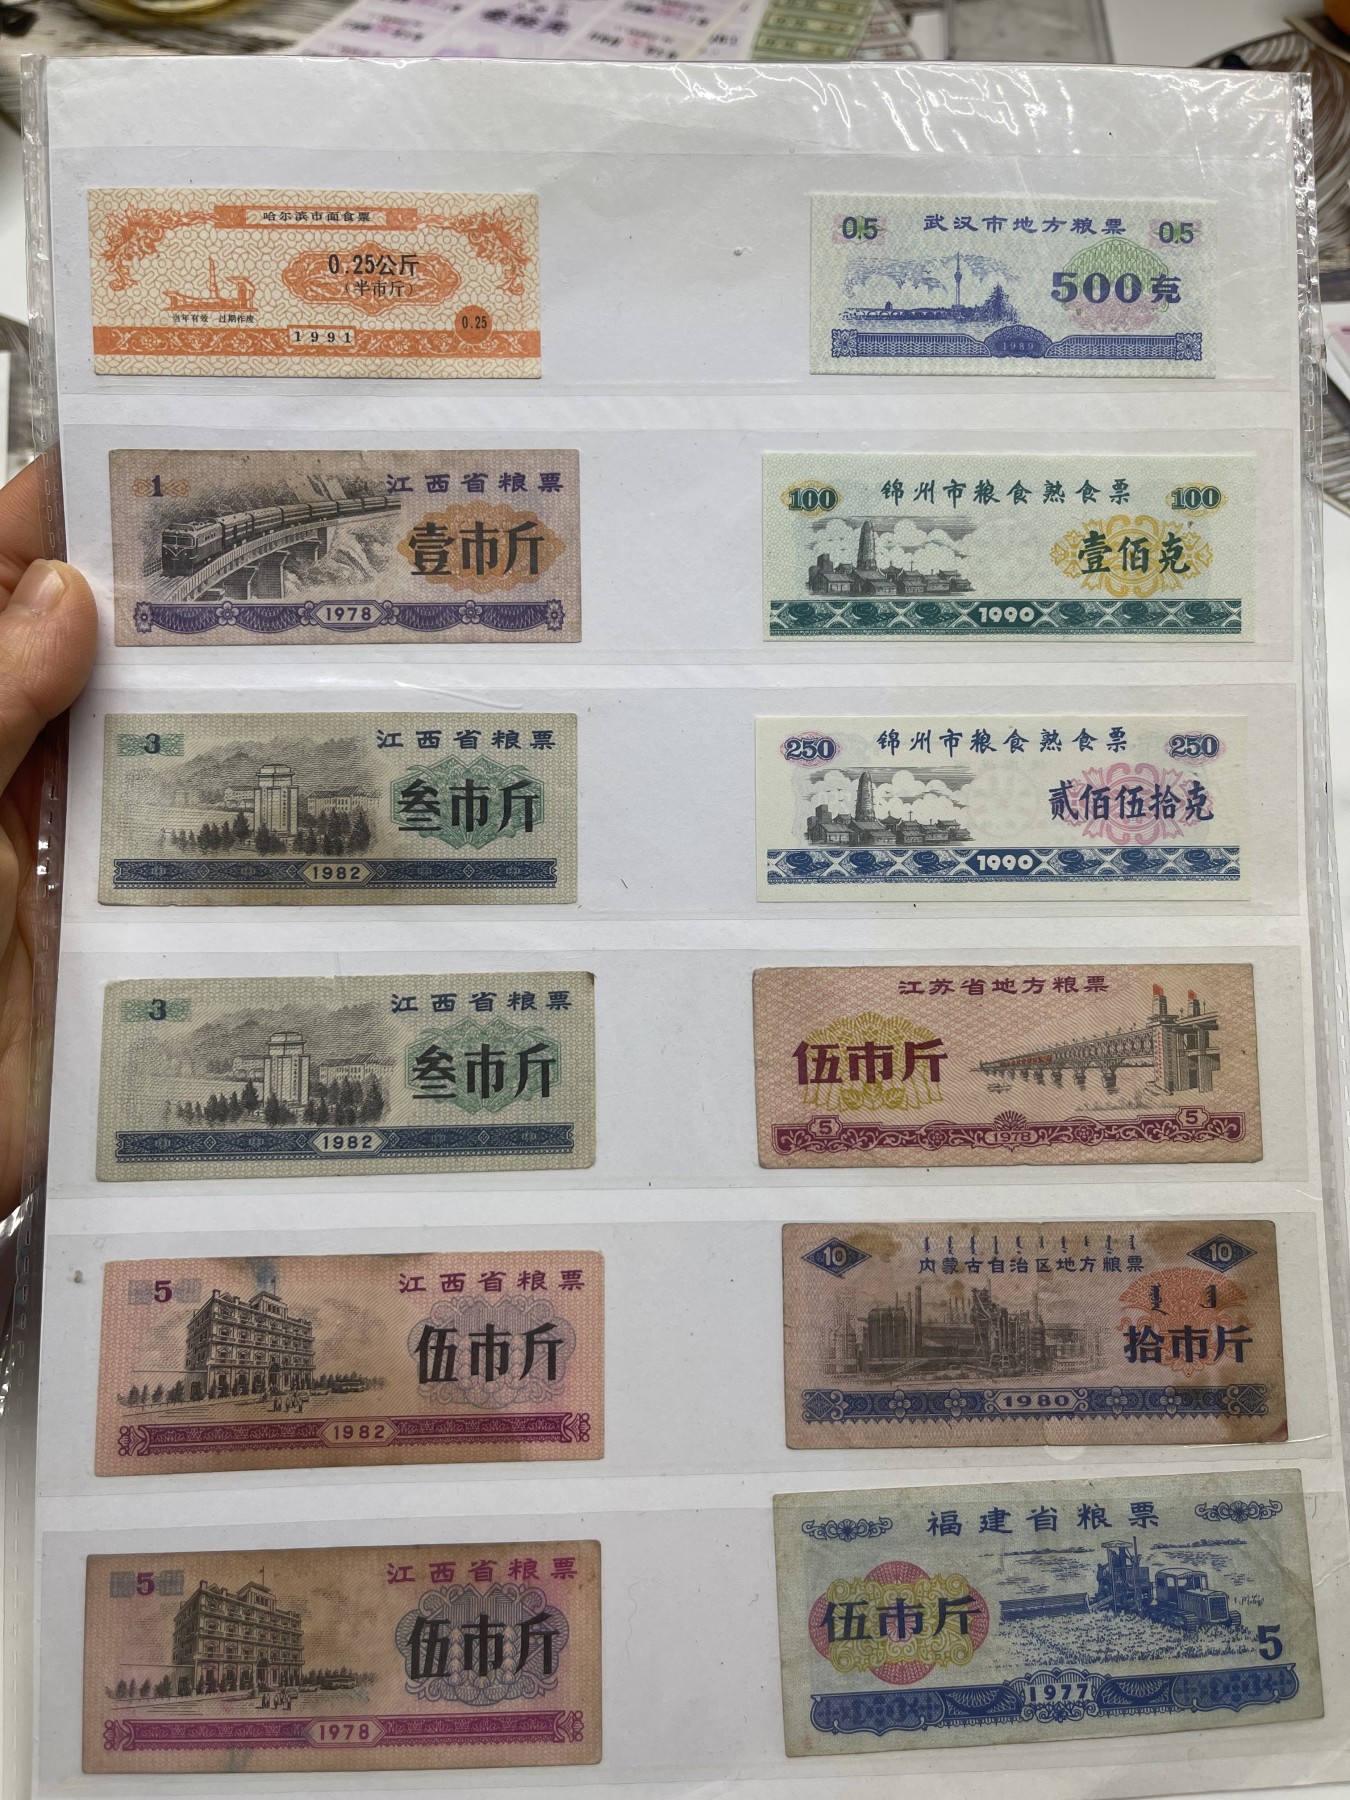 哈尔滨市面食票
0.25公斤
(半市斤)
当年有效 过期作废
0.25
1991
0.5 武汉市地方粮票 0.5
500克
1989
1 江西省粮票
壹市斤
1978
100 锦州市粮食熟食票 100
壹佰克
1990
3 江西省粮票
叁市斤
1982
250 锦州市粮食熟食票 250
贰佰伍拾克
1990
3 江西省粮票
叁市斤
1982
江苏省地方粮票
伍市斤
5 1978 5
5 江西省粮票
伍市斤
1982
10 内蒙古自治区地方粮票 10
拾市斤
1980
5 江西省粮票
伍市斤
1978
福建省粮票
伍市斤
5
1977